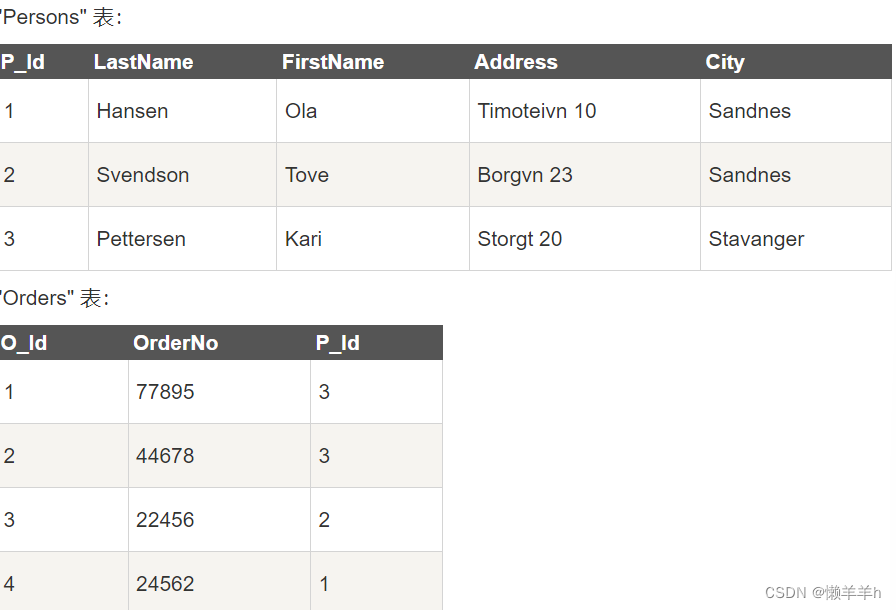 "Persons" 表：
P_Id LastName FirstName Address City
1 Hansen Ola Timoteivn 10 Sandnes
2 Svendson Tove Borgvn 23 Sandnes
3 Pettersen Kari Storgt 20 Stavanger
"Orders" 表：
O_Id OrderNo P_Id
1 77895 3
2 44678 3
3 22456 2
4 24562 1
CSDN @懒羊羊h